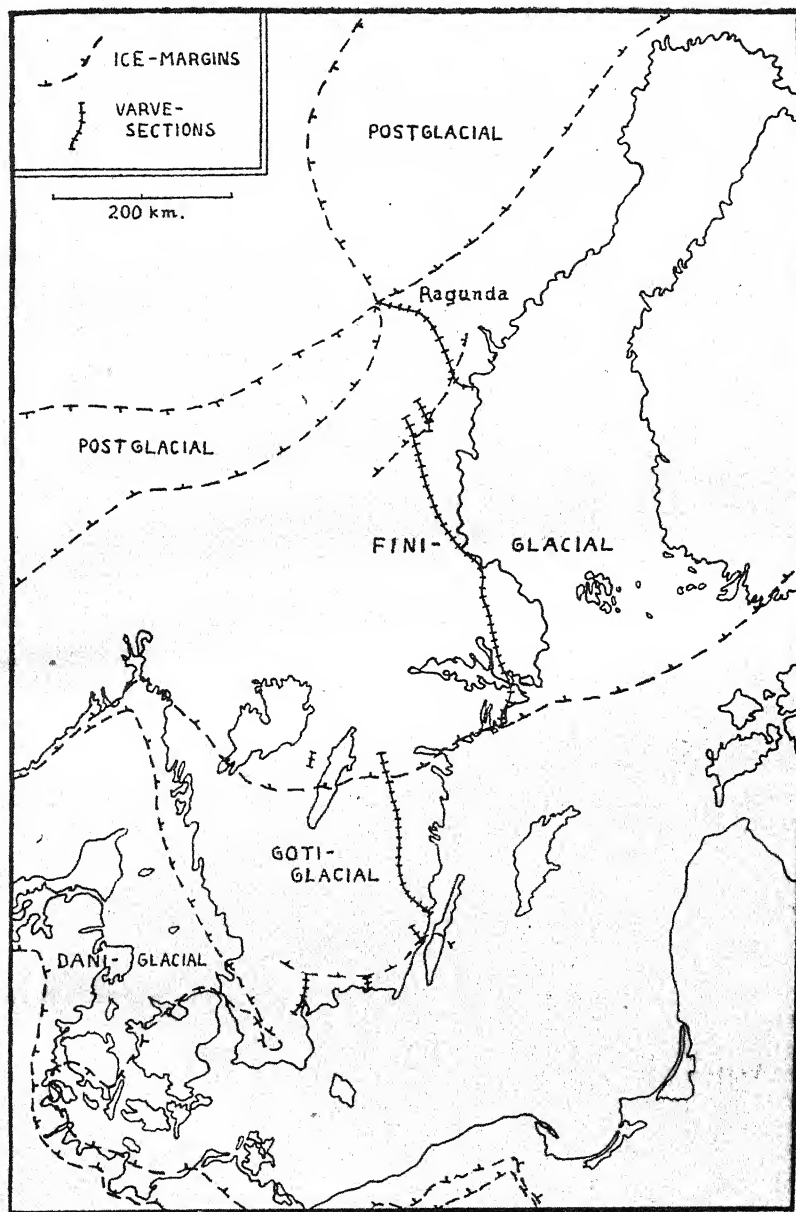 ICE-MARGINS
VARVE-
SECTIONS
200 km.
POSTGLACIAL
Ragunda
POSTGLACIAL
FINI- GLACIAL
GOTI-
GLACIAL
DANI- GLACIAL